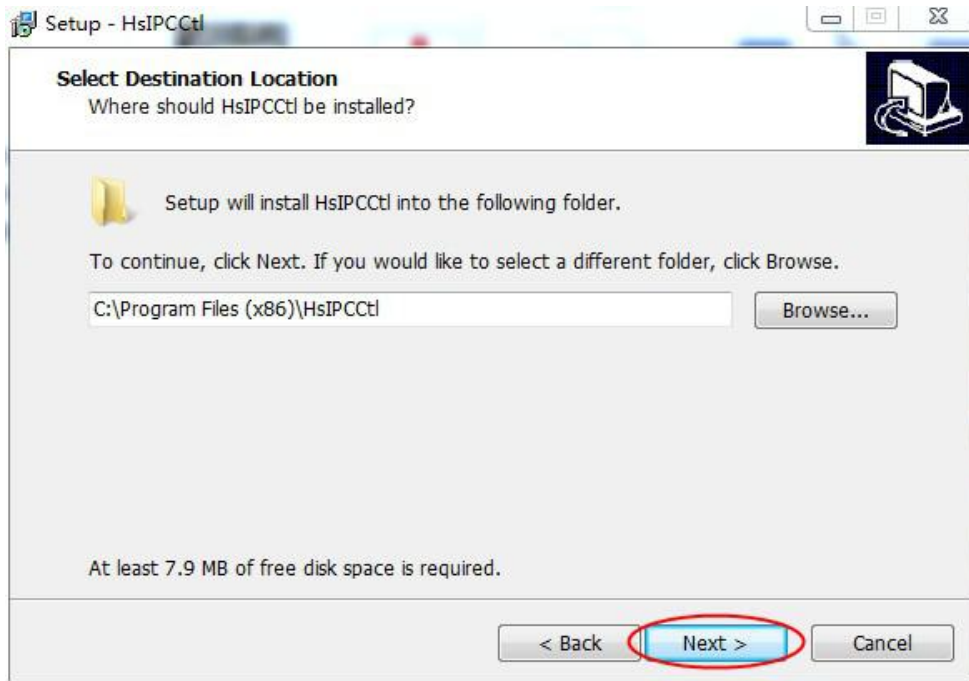 Setup - HsIPCCtl
Select Destination Location
Where should HsIPCCtl be installed?
Setup will install HsIPCCtl into the following folder.
To continue, click Next. If you would like to select a different folder, click Browse.
C:\Program Files (x86)\HsIPCCtl
Browse...
At least 7.9 MB of free disk space is required.
< Back
Next >
Cancel